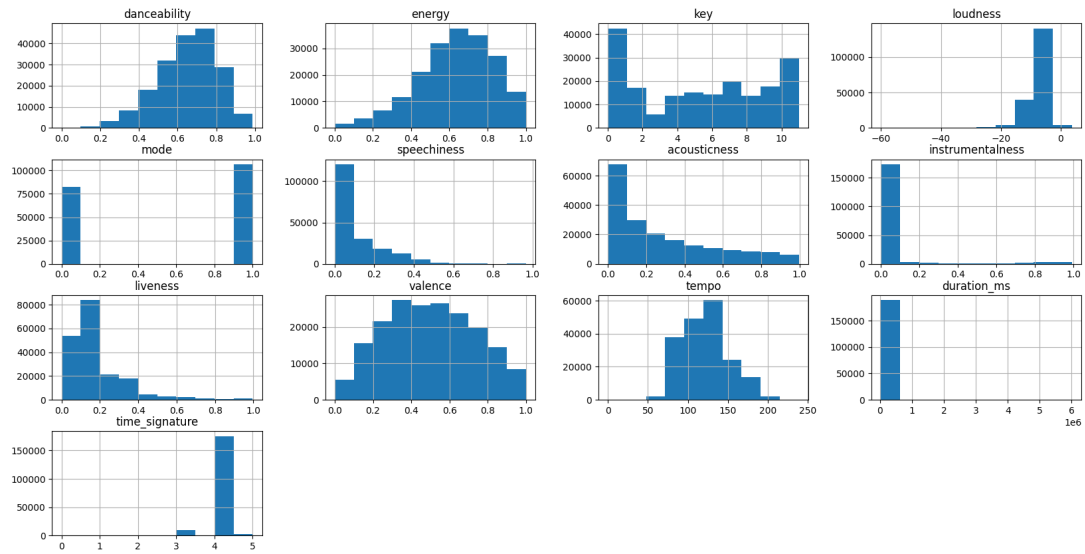 danceability
40000
30000
20000
10000
0
0.0 0.2 0.4 0.6 0.8 1.0
energy
30000
20000
10000
0
0.0 0.2 0.4 0.6 0.8 1.0
key
40000
30000
20000
10000
0
0 2 4 6 8 10
loudness
100000
50000
0
−60 −40 −20 0
mode
100000
75000
50000
25000
0
0.0 0.2 0.4 0.6 0.8 1.0
speechiness
100000
50000
0
0.0 0.2 0.4 0.6 0.8 1.0
acousticness
60000
40000
20000
0
0.0 0.2 0.4 0.6 0.8 1.0
instrumentalness
150000
100000
50000
0
0.0 0.2 0.4 0.6 0.8 1.0
liveness
80000
60000
40000
20000
0
0.0 0.2 0.4 0.6 0.8 1.0
valence
20000
10000
0
0.0 0.2 0.4 0.6 0.8 1.0
tempo
60000
40000
20000
0
0 50 100 150 200 250
duration_ms
150000
100000
50000
0
0 1 2 3 4 5 6
1e6
time_signature
150000
100000
50000
0
0 1 2 3 4 5